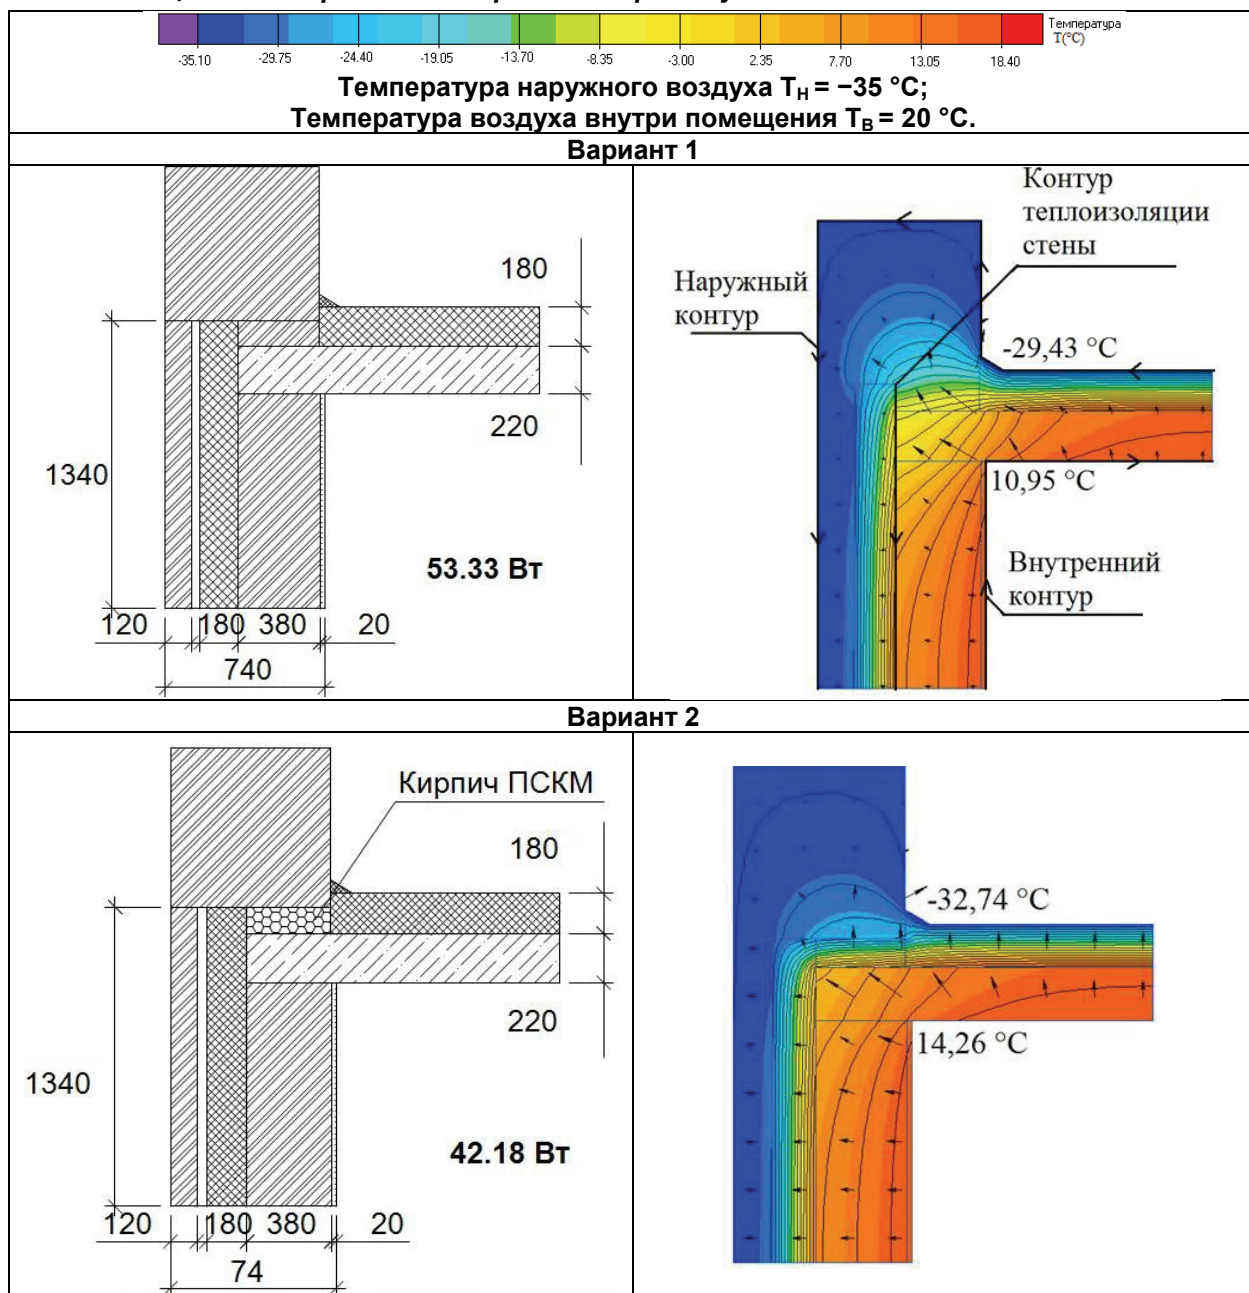 Температура
T(°C)
-35.10 -29.75 -24.40 -19.05 -13.70 -8.35 -3.00 2.35 7.70 13.05 18.40
Температура наружного воздуха Тн = −35 °C;
Температура воздуха внутри помещения ТВ = 20 °C.
Вариант 1
180
220
1340
53.33 Вт
120 180 380 20
740
Контур
теплоизоляции
стены
Наружный
контур
-29,43 °C
10,95 °C
Внутренний
контур
Вариант 2
Кирпич ПСКМ
180
220
1340
42.18 Вт
120 180 380 20
74
-32,74 °C
14,26 °C